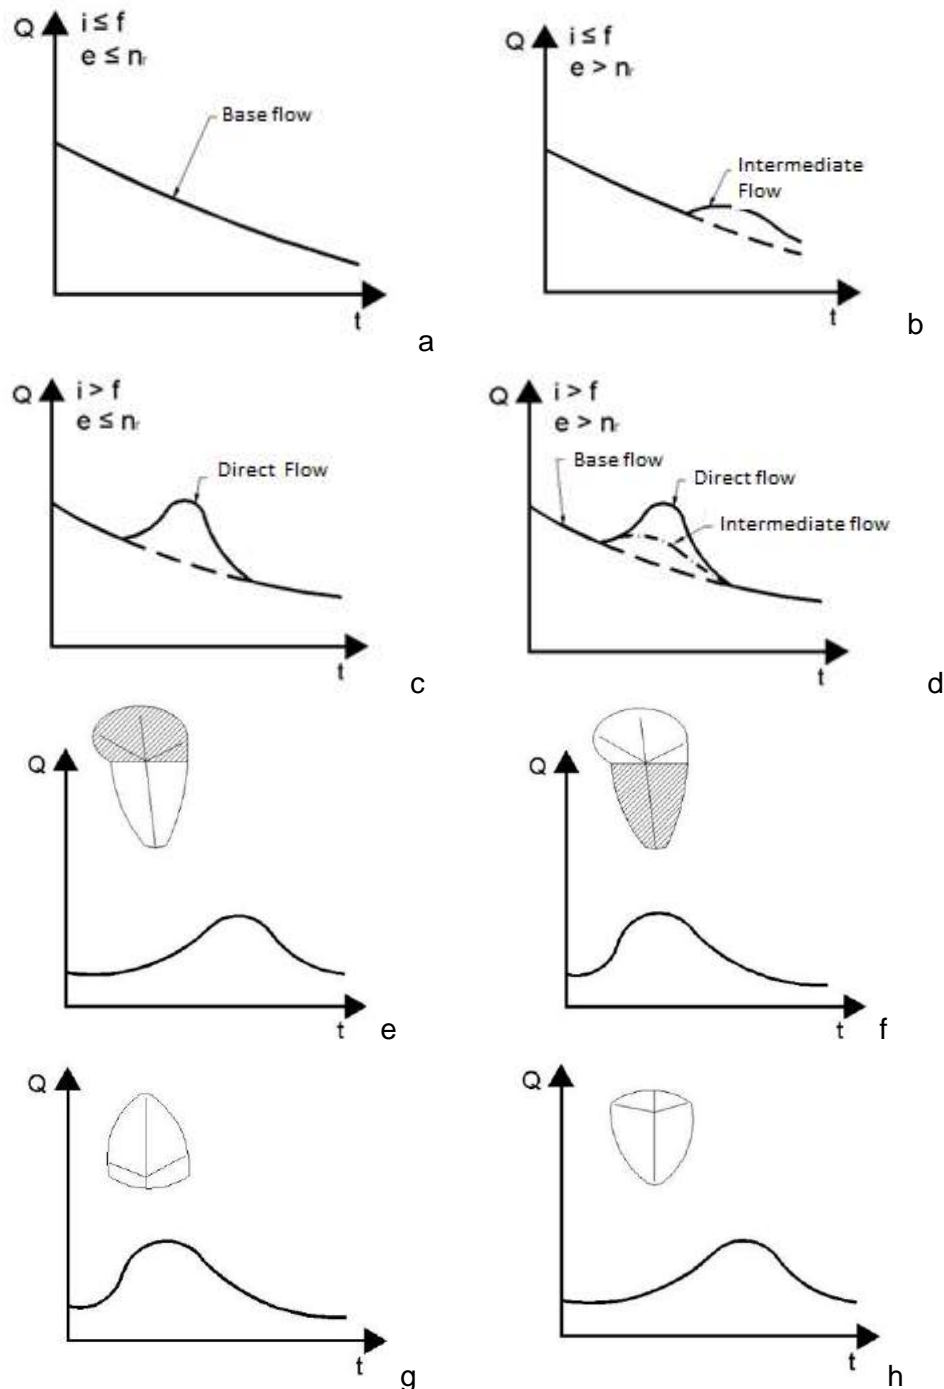 Q i ≤ f
e ≤ nᵣ
Base flow
t
a
Q i ≤ f
e > nᵣ
Intermediate
Flow
t
b
Q i > f
e ≤ nᵣ
Direct Flow
t
c
Q i > f
e > nᵣ
Base flow
Direct flow
Intermediate flow
t
d
Q
t
e
Q
t
f
Q
t
g
Q
t
h